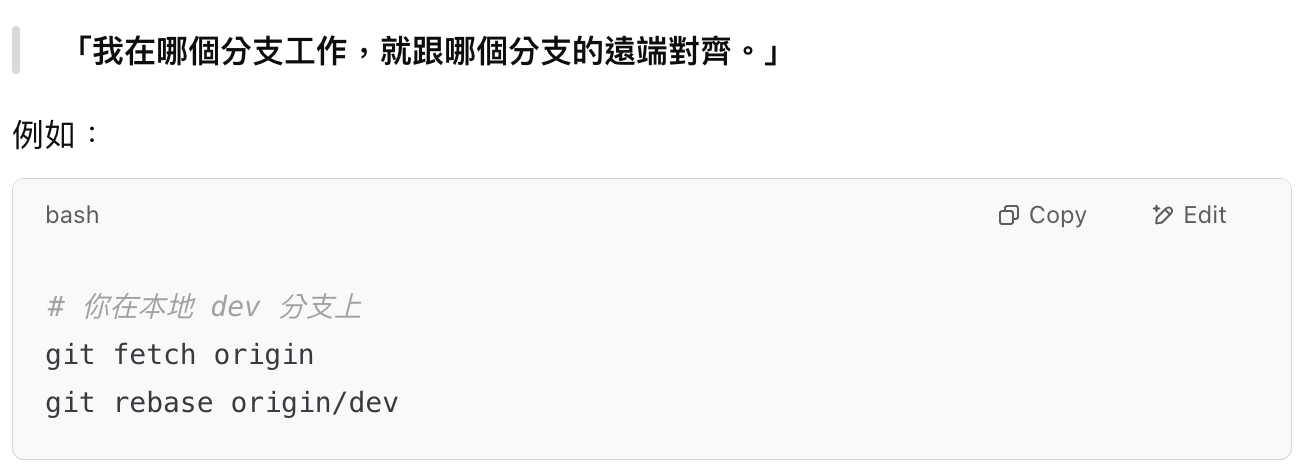 「我在哪個分支工作，就跟哪個分支的遠端對齊。」
例如：
bash
Copy
Edit
# 你在本地 dev 分支上
git fetch origin
git rebase origin/dev